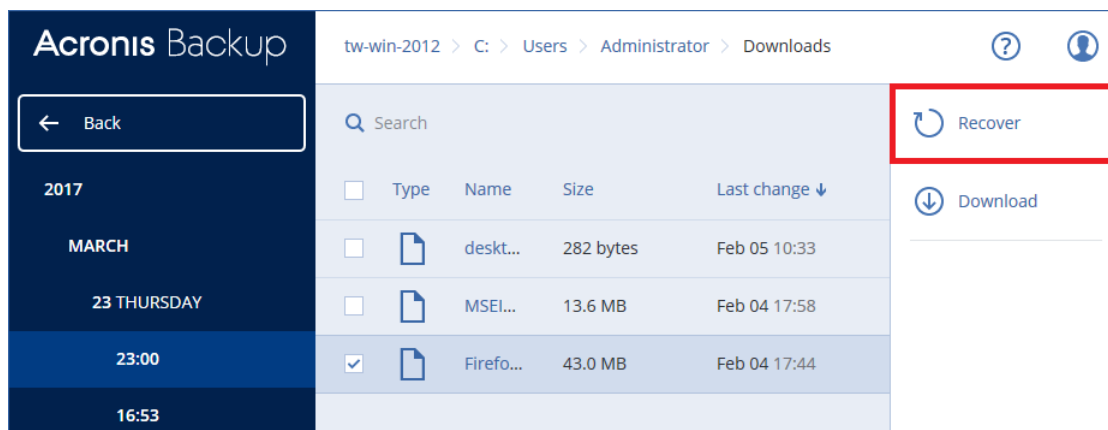 Acronis Backup
tw-win-2012 > C: > Users > Administrator > Downloads
?
← Back
Search
Recover
2017
Type Name Size Last change ↓
Download
MARCH
deskt... 282 bytes Feb 05 10:33
23 THURSDAY
MSEI... 13.6 MB Feb 04 17:58
23:00
Firefo... 43.0 MB Feb 04 17:44
16:53